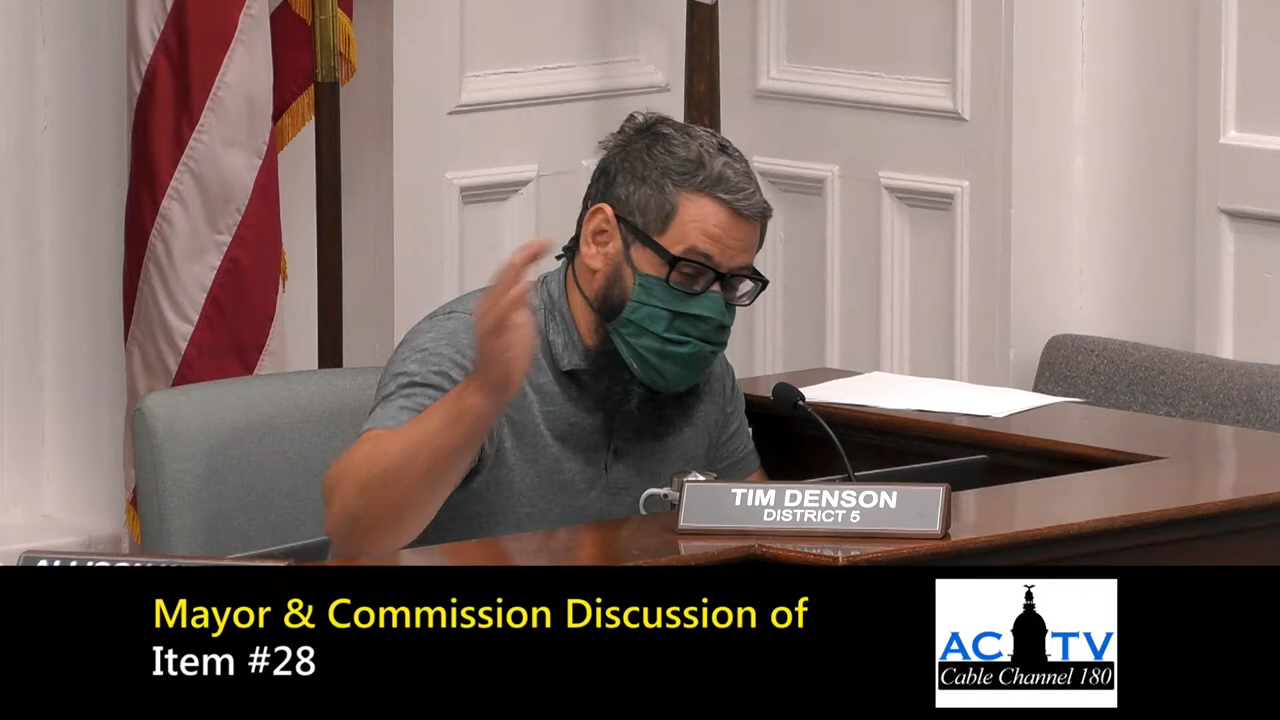 TIM DENSON
DISTRICT 5
Mayor & Commission Discussion of
Item #28
AC TV
Cable Channel 180